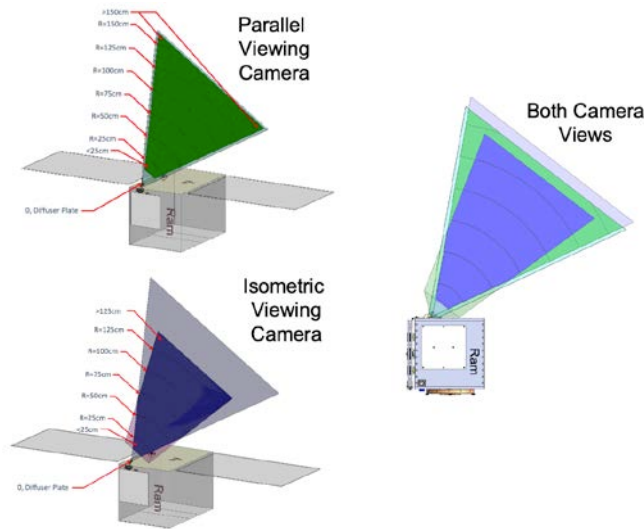 >150cm
R=150cm
R=125cm
R=100cm
R=75cm
R=50cm
R=25cm
<25cm
0, Diffuser Plate
Parallel
Viewing
Camera
Ram
Isometric
Viewing
Camera
>125cm
R=125cm
R=100cm
R=75cm
R=50cm
R=25cm
<25cm
0, Diffuser Plate
Ram
Both Camera
Views
Ram